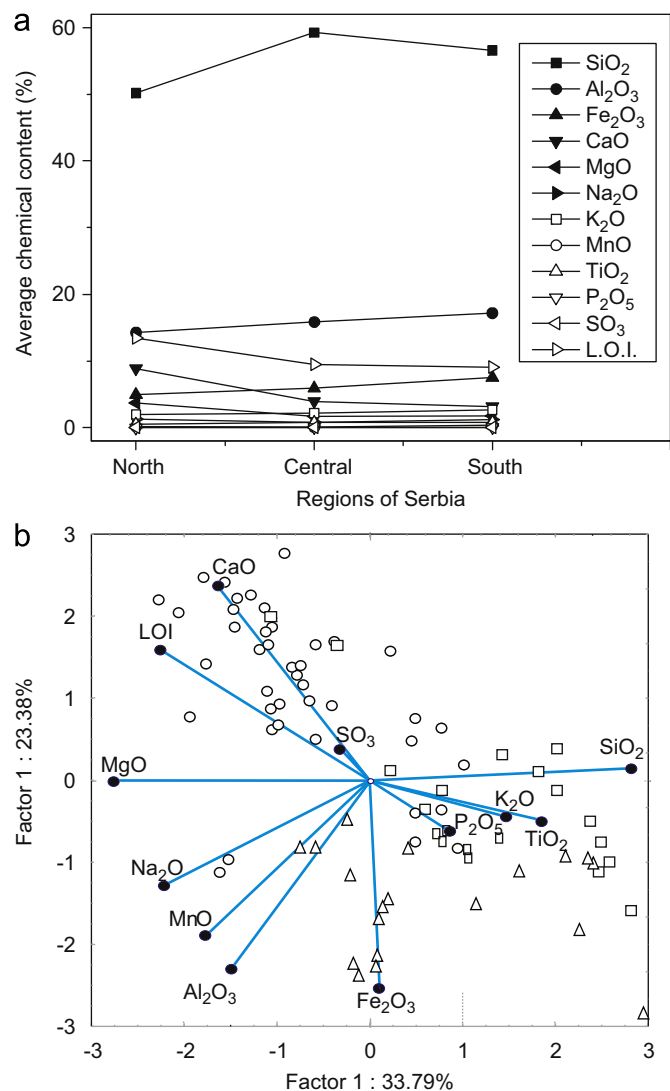 a
60
40
20
0
Average chemical content (%)
SiO₂
Al₂O₃
Fe₂O₃
CaO
MgO
Na₂O
K₂O
MnO
TiO₂
P₂O₅
SO₃
L.O.I.
North Central South
Regions of Serbia
b
3
2
1
0
-1
-2
-3
Factor 1 : 23.38%
CaO
LOI
SO₃
MgO
SiO₂
K₂O
P₂O₅
TiO₂
Na₂O
MnO
Al₂O₃
Fe₂O₃
-3 -2 -1 0 1 2 3
Factor 1 : 33.79%